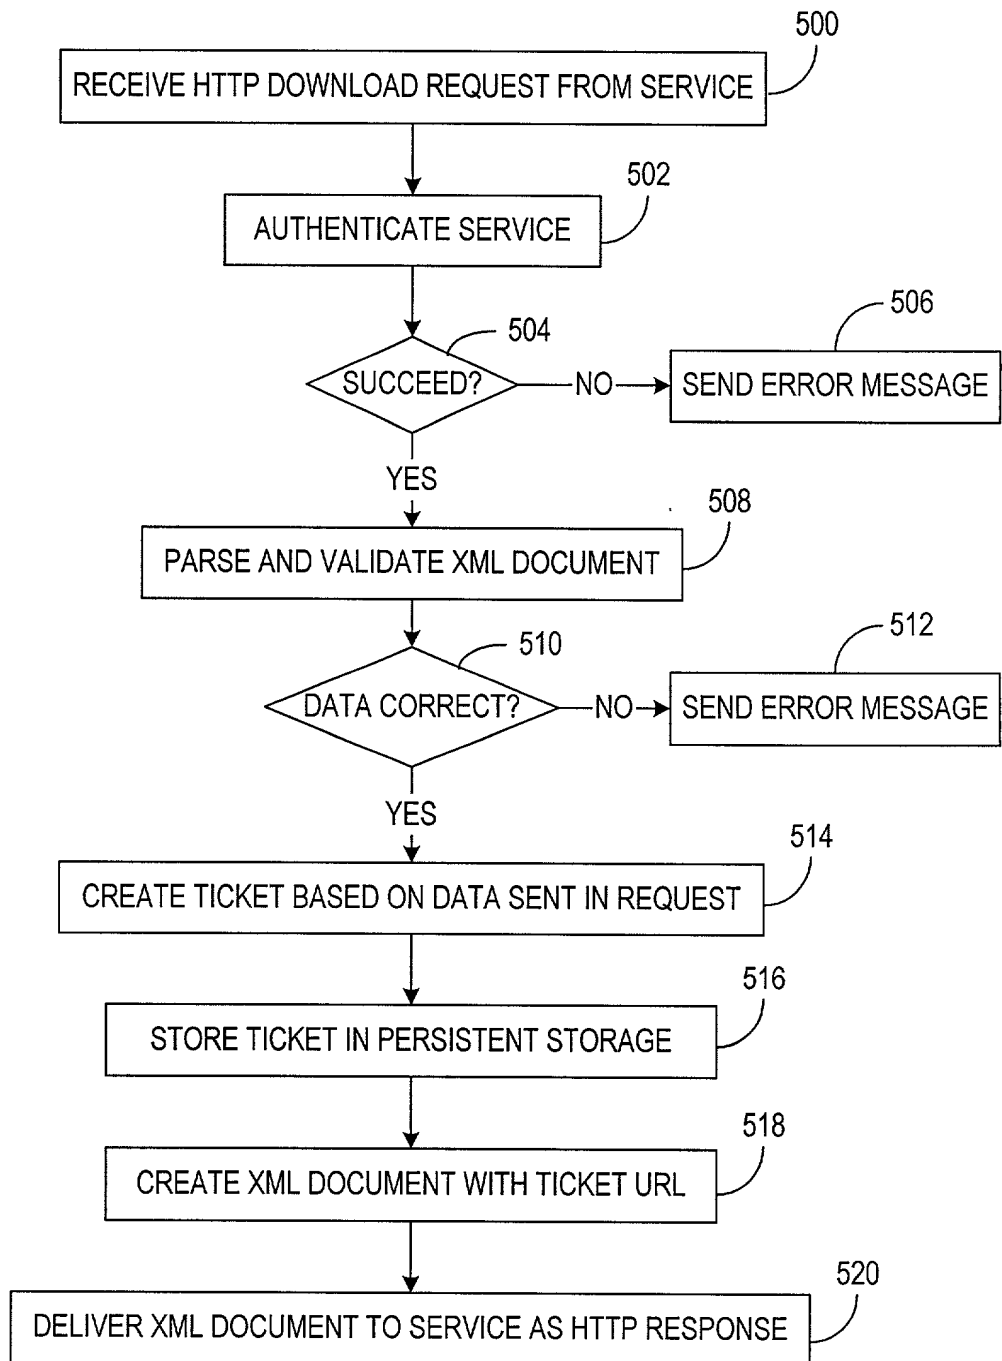 500
RECEIVE HTTP DOWNLOAD REQUEST FROM SERVICE
502
AUTHENTICATE SERVICE
504
SUCCEED?
NO
506
SEND ERROR MESSAGE
YES
508
PARSE AND VALIDATE XML DOCUMENT
510
DATA CORRECT?
NO
512
SEND ERROR MESSAGE
YES
514
CREATE TICKET BASED ON DATA SENT IN REQUEST
516
STORE TICKET IN PERSISTENT STORAGE
518
CREATE XML DOCUMENT WITH TICKET URL
520
DELIVER XML DOCUMENT TO SERVICE AS HTTP RESPONSE